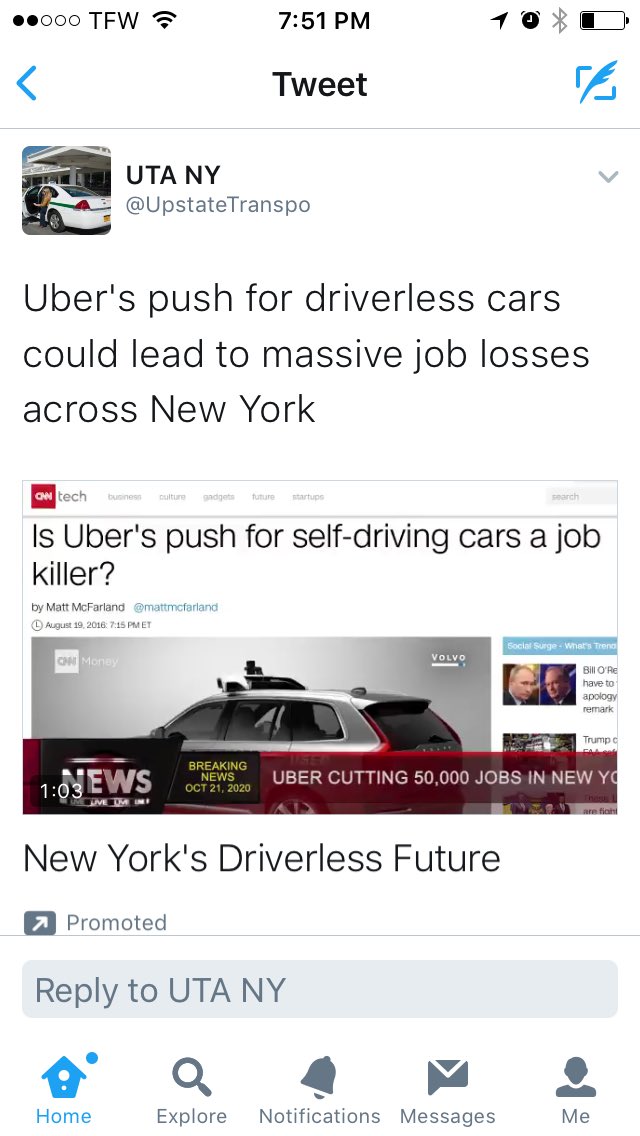 TFW 7:51 PM
Tweet
UTA NY
@UpstateTranspo
Uber's push for driverless cars
could lead to massive job losses
across New York
CNN tech business culture gadgets future startups search
Is Uber's push for self-driving cars a job
killer?
by Matt McFarland @mattmcfarland
August 19, 2016: 7:15 PM ET
CNN Money
VOLVO
Social Surge - What's Trend
Bill O'Re
have to
apology
remark
Trump c
1:03
NEWS
LIVE LIVE
BREAKING
NEWS
OCT 21, 2020
UBER CUTTING 50,000 JOBS IN NEW YO
are fight
New York's Driverless Future
Promoted
Reply to UTA NY
Home Explore Notifications Messages Me